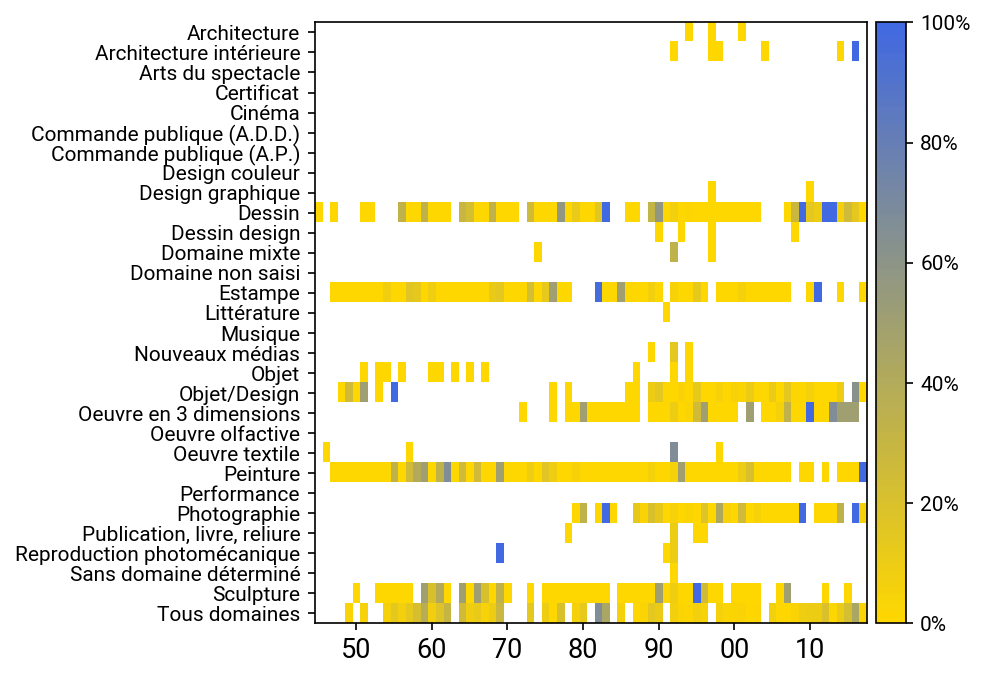 Architecture
Architecture intérieure
Arts du spectacle
Certificat
Cinéma
Commande publique (A.D.D.)
Commande publique (A.P.)
Design couleur
Design graphique
Dessin
Dessin design
Domaine mixte
Domaine non saisi
Estampe
Littérature
Musique
Nouveaux médias
Objet
Objet/Design
Oeuvre en 3 dimensions
Oeuvre olfactive
Oeuvre textile
Peinture
Performance
Photographie
Publication, livre, reliure
Reproduction photomécanique
Sans domaine déterminé
Sculpture
Tous domaines
50 60 70 80 90 00 10
100%
80%
60%
40%
20%
0%